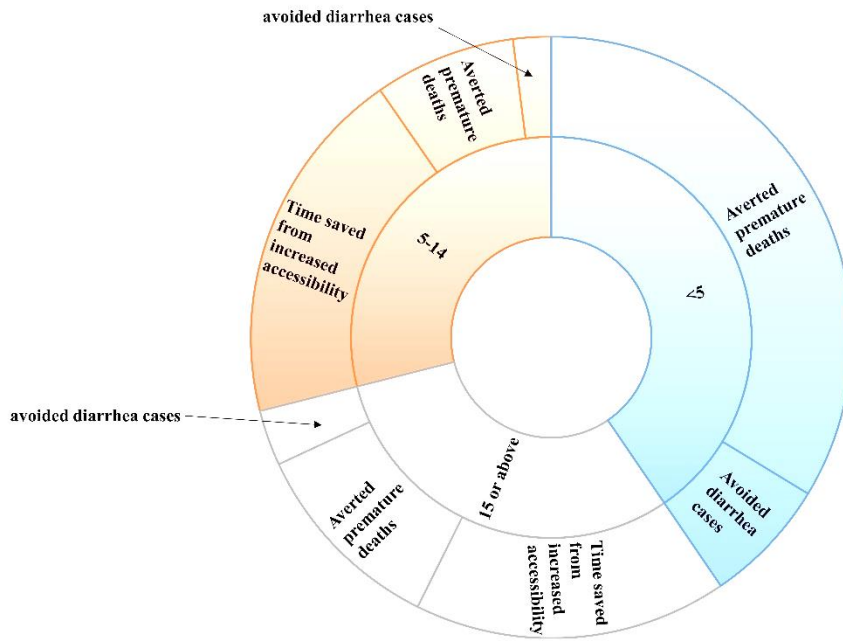 avoided diarrhea cases
Averted
premature
deaths
Averted
premature
deaths
Time saved
from
increased
accessibility
5-14
<5
avoided diarrhea cases
15 or above
Averted
premature
deaths
Time saved
from
increased
accessibility
Avoided
diarrhea
cases